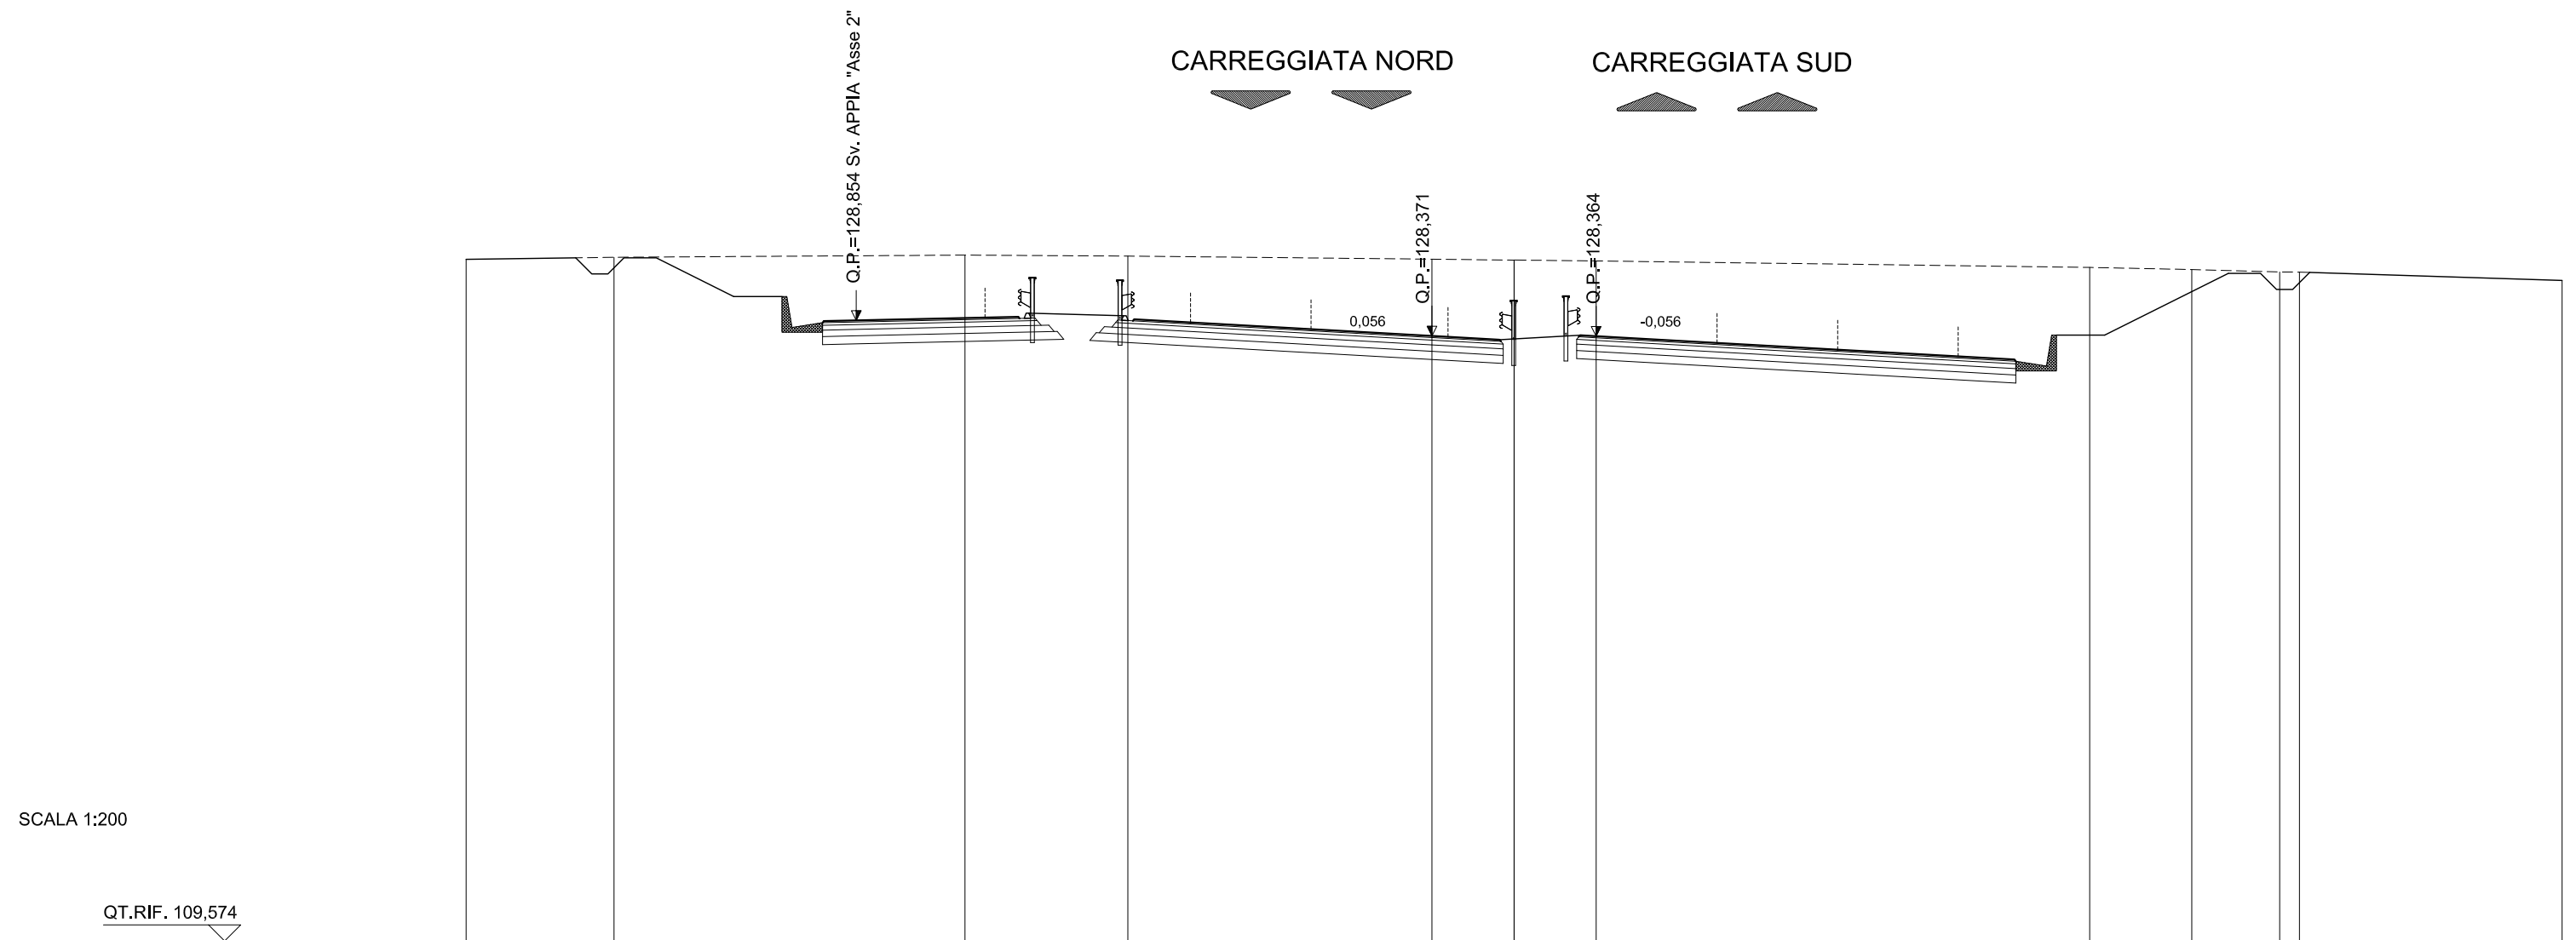 Q.P.=128,854 Sv. APPIA "Asse 2"
CARREGGIATA NORD
CARREGGIATA SUD
Q.P.=128,371
Q.P.=128,364
0,056
-0,056
SCALA 1:200
QT.RIF. 109,574